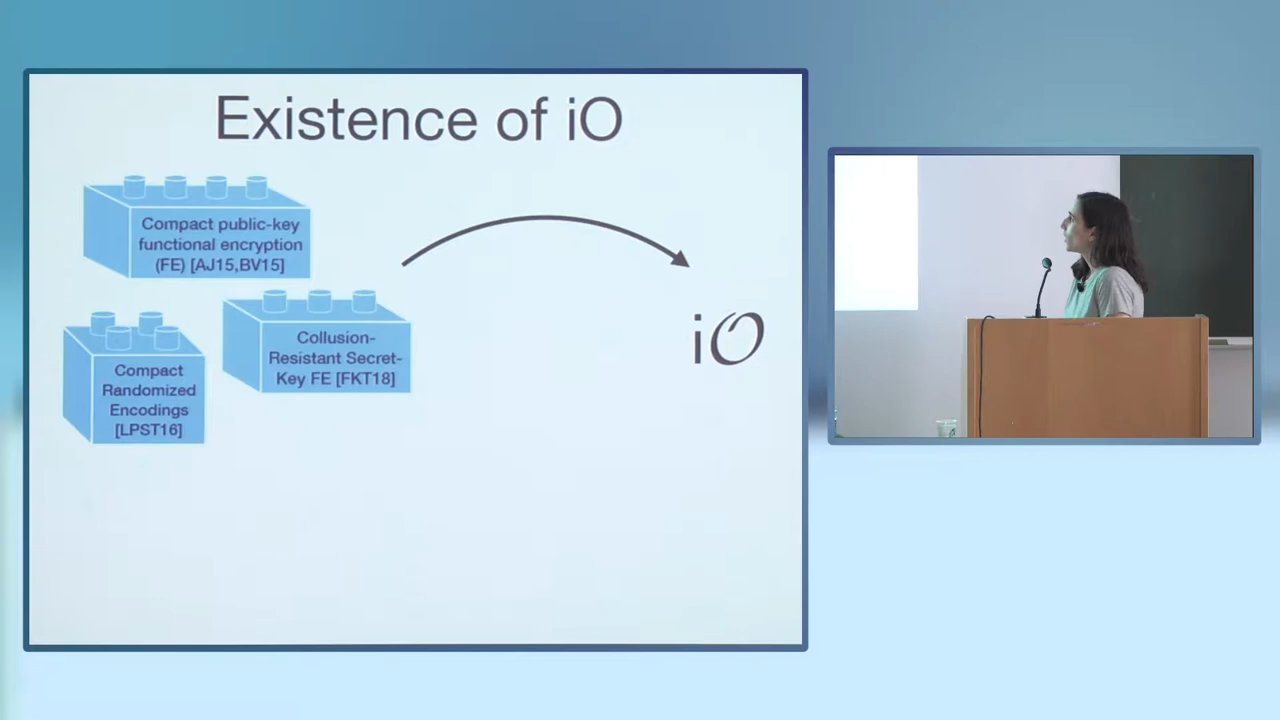 Existence of iO
Compact public-key
functional encryption
(FE) [AJ15,BV15]
Collusion-
Resistant Secret-
Key FE [FKT18]
Compact
Randomized
Encodings
[LPST16]
iO